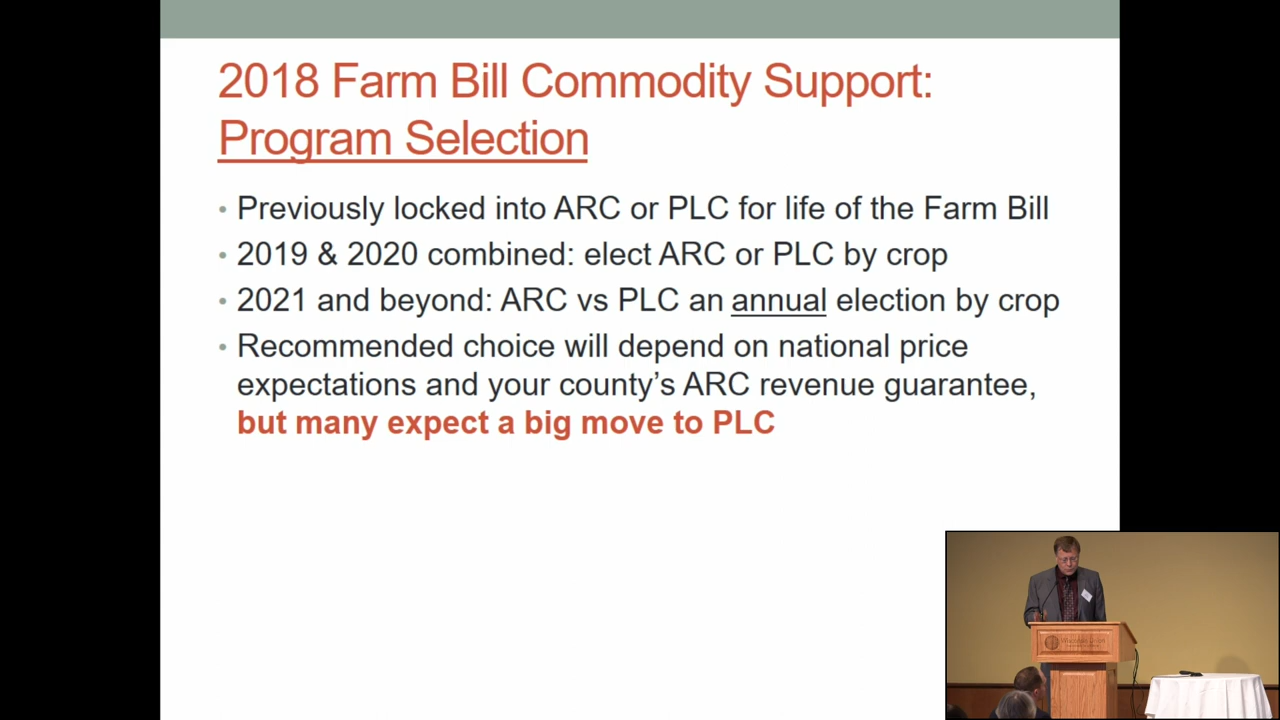 2018 Farm Bill Commodity Support:
Program Selection
• Previously locked into ARC or PLC for life of the Farm Bill
• 2019 & 2020 combined: elect ARC or PLC by crop
• 2021 and beyond: ARC vs PLC an annual election by crop
• Recommended choice will depend on national price
expectations and your county's ARC revenue guarantee,
but many expect a big move to PLC
Wisconsin Union